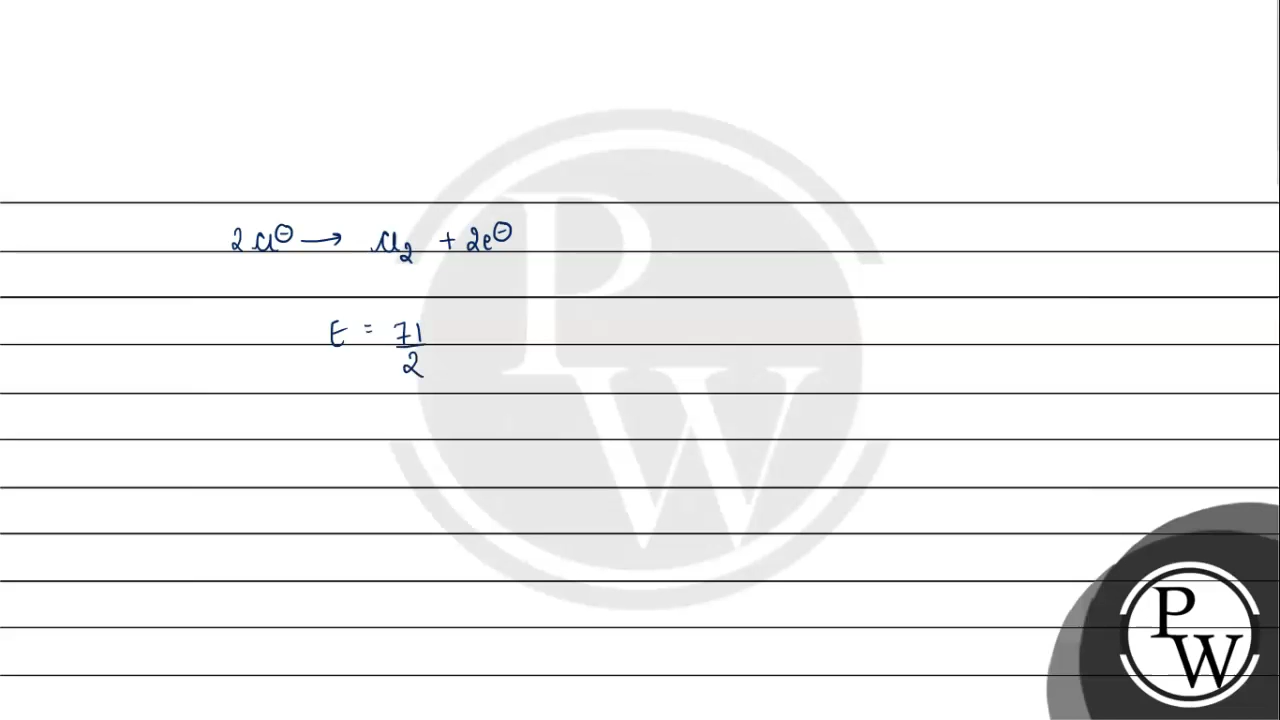 2Cl⊖ ⟶ Cl₂ + 2e⊖
E = 71/2
P
W
P
W